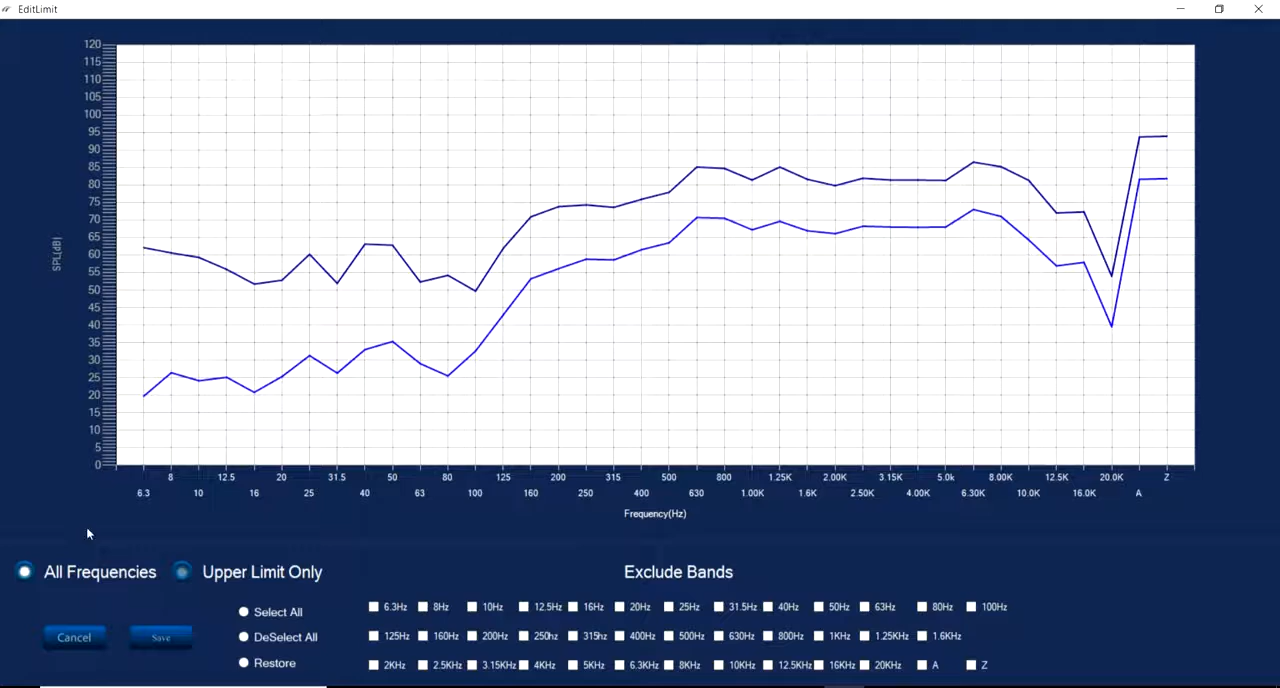 EditLimit
120
115
110
105
100
95
90
85
80
75
70
65
60
55
50
45
40
35
30
25
20
15
10
5
0
SPL(dB)
8 12.5 20 31.5 50 80 125 200 315 500 800 1.25K 2.00K 3.15K 5.0k 8.00K 12.5K 20.0K Z
6.3 10 16 25 40 63 100 160 250 400 630 1.00K 1.6K 2.50K 4.00K 6.30K 10.0K 16.0K A
Frequency(Hz)
All Frequencies Upper Limit Only Exclude Bands
Select All 6.3Hz 8Hz 10Hz 12.5Hz 16Hz 20Hz 25Hz 31.5Hz 40Hz 50Hz 63Hz 80Hz 100Hz
Cancel Save DeSelect All 125Hz 160Hz 200Hz 250hz 315hz 400Hz 500Hz 630Hz 800Hz 1KHz 1.25KHz 1.6KHz
Restore 2KHz 2.5KHz 3.15KHz 4KHz 5KHz 6.3KHz 8KHz 10KHz 12.5KHz 16KHz 20KHz A Z